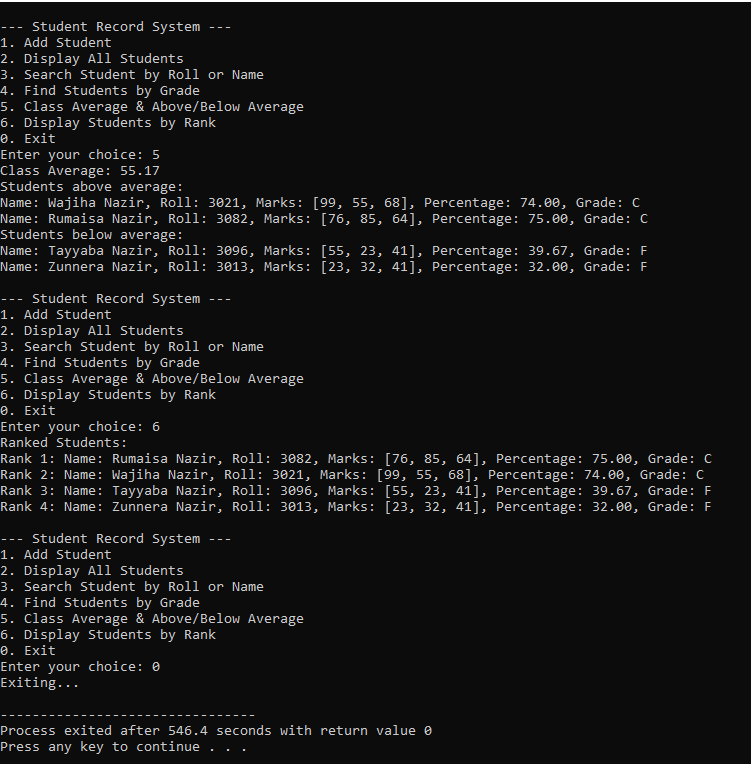 --- Student Record System ---
1. Add Student
2. Display All Students
3. Search Student by Roll or Name
4. Find Students by Grade
5. Class Average & Above/Below Average
6. Display Students by Rank
0. Exit
Enter your choice: 5
Class Average: 55.17
Students above average:
Name: Wajiha Nazir, Roll: 3021, Marks: [99, 55, 68], Percentage: 74.00, Grade: C
Name: Rumaisa Nazir, Roll: 3082, Marks: [76, 85, 64], Percentage: 75.00, Grade: C
Students below average:
Name: Tayyaba Nazir, Roll: 3096, Marks: [55, 23, 41], Percentage: 39.67, Grade: F
Name: Zunnera Nazir, Roll: 3013, Marks: [23, 32, 41], Percentage: 32.00, Grade: F
--- Student Record System ---
1. Add Student
2. Display All Students
3. Search Student by Roll or Name
4. Find Students by Grade
5. Class Average & Above/Below Average
6. Display Students by Rank
0. Exit
Enter your choice: 6
Ranked Students:
Rank 1: Name: Rumaisa Nazir, Roll: 3082, Marks: [76, 85, 64], Percentage: 75.00, Grade: C
Rank 2: Name: Wajiha Nazir, Roll: 3021, Marks: [99, 55, 68], Percentage: 74.00, Grade: C
Rank 3: Name: Tayyaba Nazir, Roll: 3096, Marks: [55, 23, 41], Percentage: 39.67, Grade: F
Rank 4: Name: Zunnera Nazir, Roll: 3013, Marks: [23, 32, 41], Percentage: 32.00, Grade: F
--- Student Record System ---
1. Add Student
2. Display All Students
3. Search Student by Roll or Name
4. Find Students by Grade
5. Class Average & Above/Below Average
6. Display Students by Rank
0. Exit
Enter your choice: 0
Exiting...
--------------------------------
Process exited after 546.4 seconds with return value 0
Press any key to continue . . .